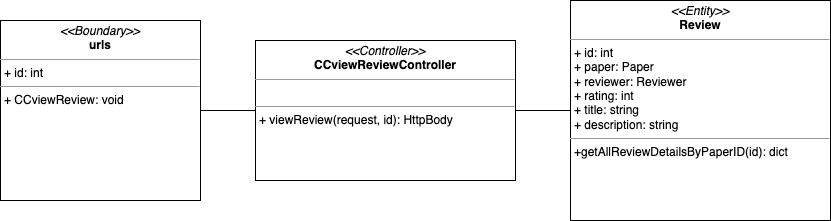 <<Boundary>>
urls
+ id: int
+ CCviewReview: void
<<Controller>>
CCviewReviewController
+ viewReview(request, id): HttpBody
<<Entity>>
Review
+ id: int
+ paper: Paper
+ reviewer: Reviewer
+ rating: int
+ title: string
+ description: string
+getAllReviewDetailsByPaperID(id): dict